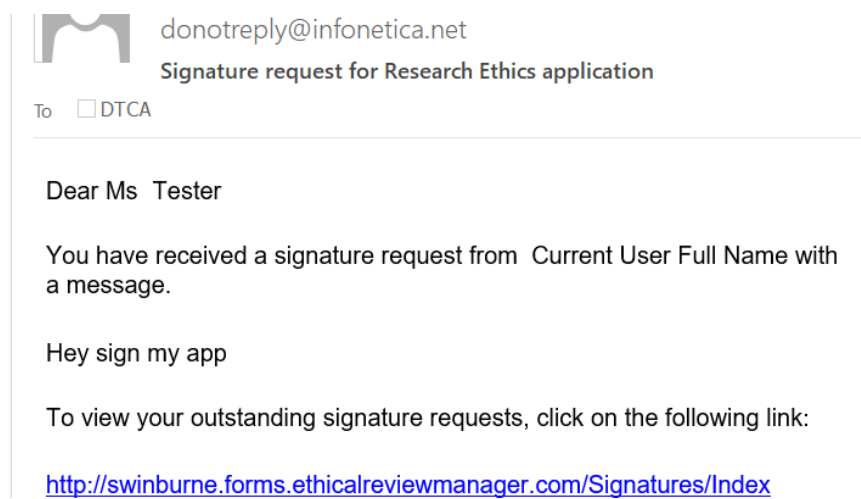 donotreply@infonetica.net
Signature request for Research Ethics application
To DTCA
Dear Ms Tester
You have received a signature request from Current User Full Name with
a message.
Hey sign my app
To view your outstanding signature requests, click on the following link:
http://swinburne.forms.ethicalreviewmanager.com/Signatures/Index